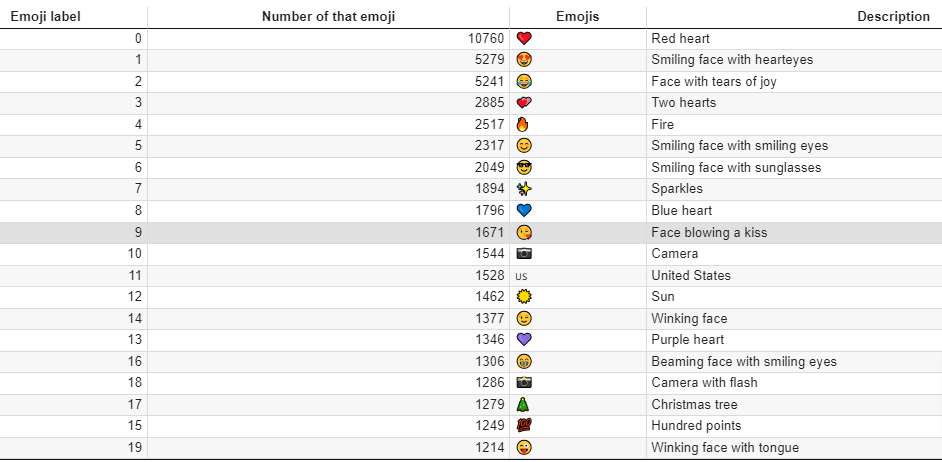 Emoji label Number of that emoji Emojis Description
0 10760 ❤️ Red heart
1 5279 😍 Smiling face with hearteyes
2 5241 😂 Face with tears of joy
3 2885 💕 Two hearts
4 2517 🔥 Fire
5 2317 😊 Smiling face with smiling eyes
6 2049 😎 Smiling face with sunglasses
7 1894 ✨ Sparkles
8 1796 💙 Blue heart
9 1671 😘 Face blowing a kiss
10 1544 📷 Camera
11 1528 US United States
12 1462 ☀️ Sun
14 1377 😉 Winking face
13 1346 💜 Purple heart
16 1306 😁 Beaming face with smiling eyes
18 1286 📸 Camera with flash
17 1279 🎄 Christmas tree
15 1249 💯 Hundred points
19 1214 😜 Winking face with tongue